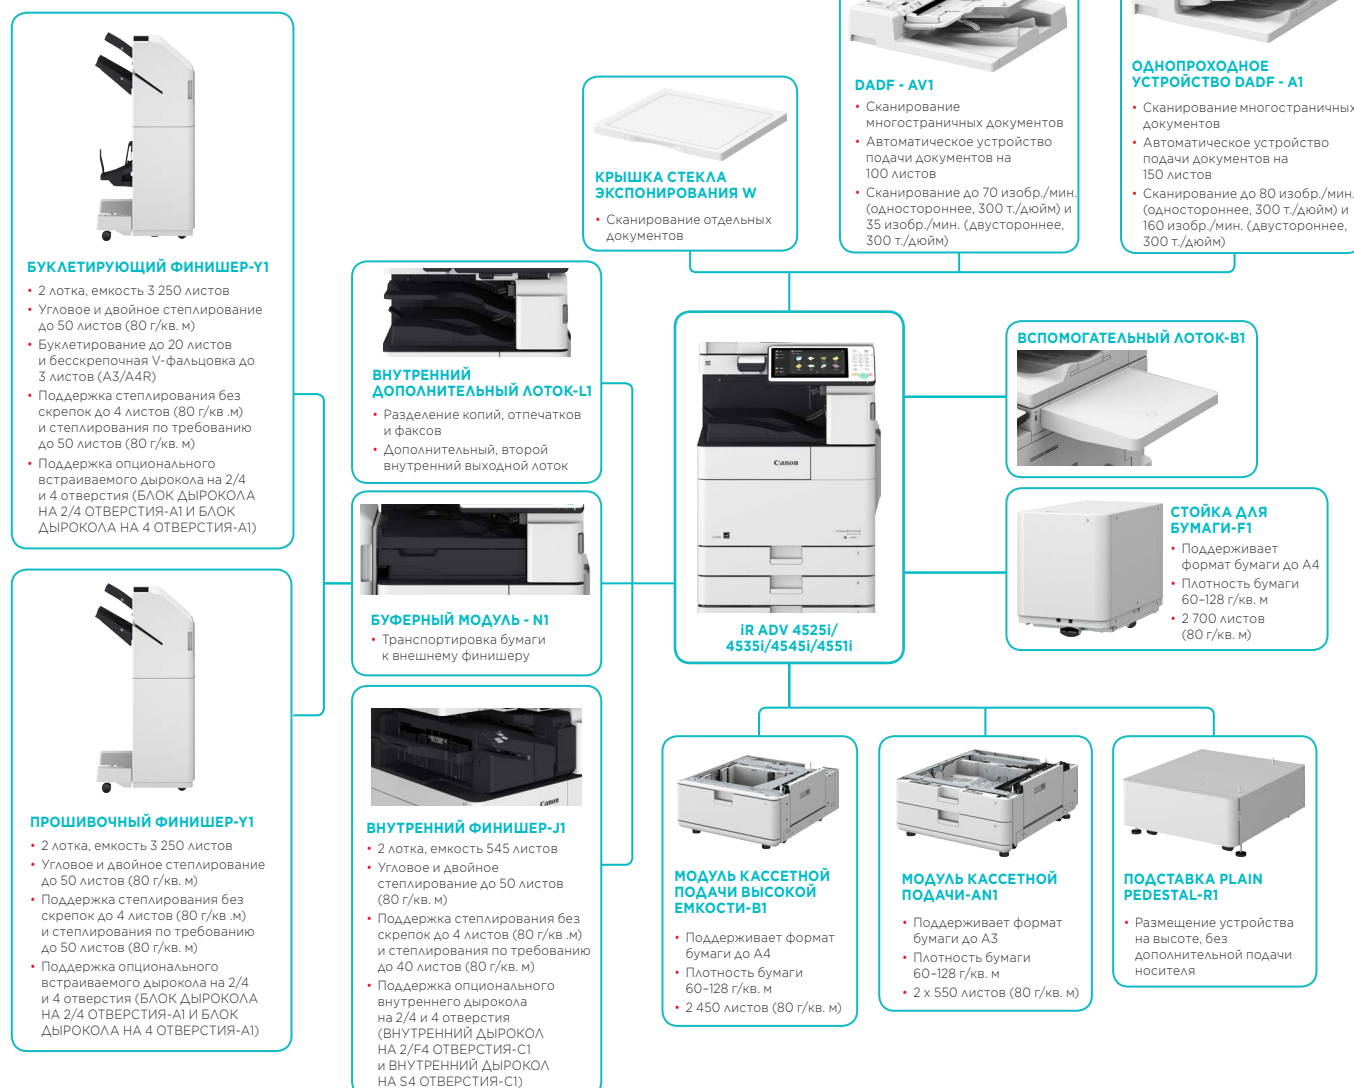 DADF - AV1
• Сканирование
многостраничных документов
• Автоматическое устройство
подачи документов на
100 листов
• Сканирование до 70 изобр./мин.
(одностороннее, 300 т./дюйм) и
35 изобр./мин. (двустороннее,
300 т./дюйм)
ОДНОПРОХОДНОЕ
УСТРОЙСТВО DADF - A1
• Сканирование многостраничных
документов
• Автоматическое устройство
подачи документов на
150 листов
• Сканирование до 80 изобр./мин.
(одностороннее, 300 т./дюйм) и
160 изобр./мин. (двустороннее,
300 т./дюйм)
КРЫШКА СТЕКЛА
ЭКСПОНИРОВАНИЯ W
• Сканирование отдельных
документов
БУКЛЕТИРУЮЩИЙ ФИНИШЕР-Y1
• 2 лотка, емкость 3 250 листов
• Угловое и двойное степлирование
до 50 листов (80 г/кв. м)
• Буклетирование до 20 листов
и бесскрепочная V-фальцовка до
3 листов (A3/A4R)
• Поддержка степлирования без
скрепок до 4 листов (80 г/кв .м)
и степлирования по требованию
до 50 листов (80 г/кв. м)
• Поддержка опционального
встраиваемого дырокола на 2/4
и 4 отверстия (БЛОК ДЫРОКОЛА
НА 2/4 ОТВЕРСТИЯ-A1 И БЛОК
ДЫРОКОЛА НА 4 ОТВЕРСТИЯ-A1)
ВНУТРЕННИЙ
ДОПОЛНИТЕЛЬНЫЙ ЛОТОК-L1
• Разделение копий, отпечатков
и факсов
• Дополнительный, второй
внутренний выходной лоток
Canon
iR ADV 4525i/
4535i/4545i/4551i
ВСПОМОГАТЕЛЬНЫЙ ЛОТОК-B1
СТОЙКА ДЛЯ
БУМАГИ-F1
• Поддерживает
формат бумаги до A4
• Плотность бумаги
60–128 г/кв. м
• 2 700 листов
(80 г/кв. м)
БУФЕРНЫЙ МОДУЛЬ - N1
• Транспортировка бумаги
к внешнему финишеру
ПРОШИВОЧНЫЙ ФИНИШЕР-Y1
• 2 лотка, емкость 3 250 листов
• Угловое и двойное степлирование
до 50 листов (80 г/кв. м)
• Поддержка степлирования без
скрепок до 4 листов (80 г/кв .м)
и степлирования по требованию
до 50 листов (80 г/кв. м)
• Поддержка опционального
встраиваемого дырокола на 2/4
и 4 отверстия (БЛОК ДЫРОКОЛА
НА 2/4 ОТВЕРСТИЯ-A1 И БЛОК
ДЫРОКОЛА НА 4 ОТВЕРСТИЯ-A1)
Canon
ВНУТРЕННИЙ ФИНИШЕР-J1
• 2 лотка, емкость 545 листов
• Угловое и двойное
степлирование до 50 листов
(80 г/кв. м)
• Поддержка степлирования без
скрепок до 4 листов (80 г/кв .м)
и степлирования по требованию
до 40 листов (80 г/кв. м)
• Поддержка опционального
внутреннего дырокола
на 2/4 и 4 отверстия
(ВНУТРЕННИЙ ДЫРОКОЛ
НА 2/F4 ОТВЕРСТИЯ-C1
и ВНУТРЕННИЙ ДЫРОКОЛ
НА S4 ОТВЕРСТИЯ-C1)
МОДУЛЬ КАССЕТНОЙ
ПОДАЧИ ВЫСОКОЙ
ЕМКОСТИ-B1
• Поддерживает формат
бумаги до A4
• Плотность бумаги
60–128 г/кв. м
• 2 450 листов (80 г/кв. м)
МОДУЛЬ КАССЕТНОЙ
ПОДАЧИ-AN1
• Поддерживает формат
бумаги до A3
• Плотность бумаги
60–128 г/кв. м
• 2 x 550 листов (80 г/кв. м)
ПОДСТАВКА PLAIN
PEDESTAL-R1
• Размещение устройства
на высоте, без
дополнительной подачи
носителя